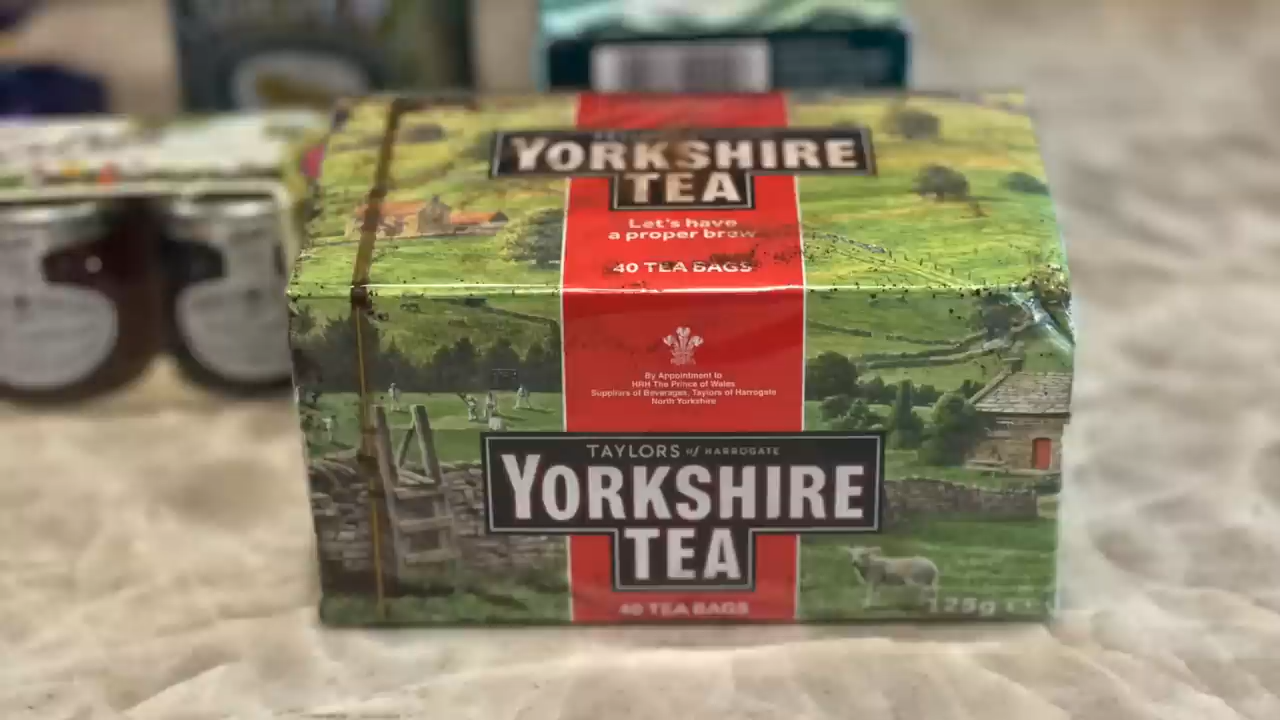 YORKSHIRE
TEA
Let's have
a proper brew
40 TEA BAGS
By Appointment to
HRH The Prince of Wales
Suppliers of Beverages, Taylors of Harrogate
North Yorkshire
TAYLORS of HARROGATE
YORKSHIRE
TEA
40 TEA BAGS
125g e